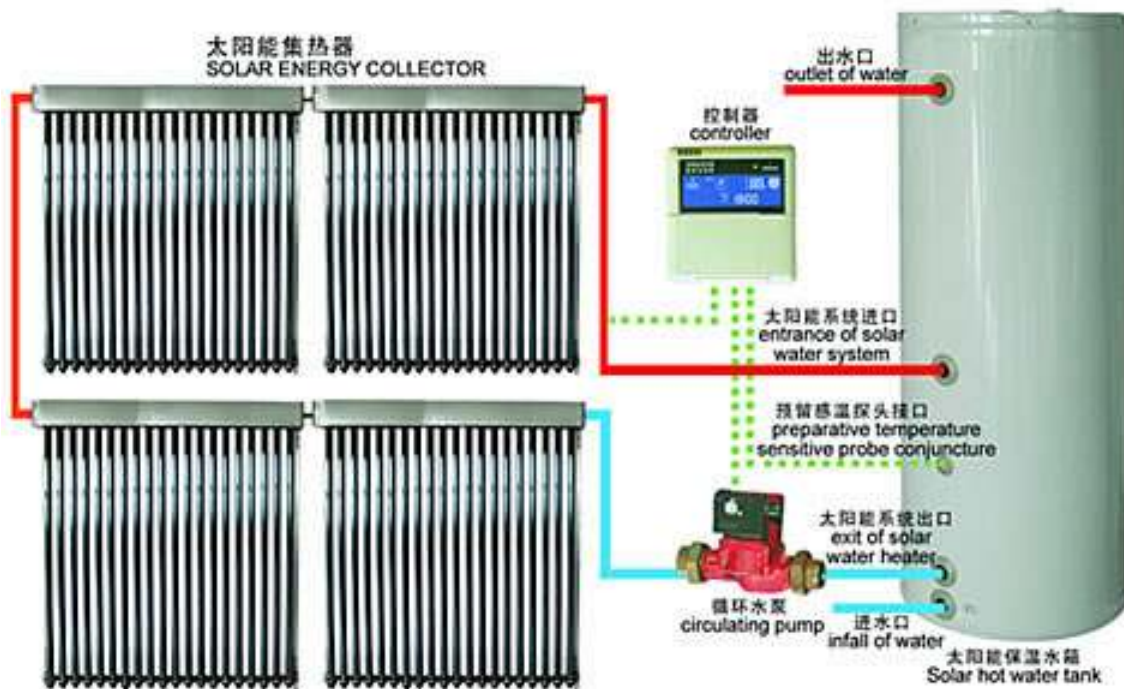 太阳能集热器
SOLAR ENERGY COLLECTOR
出水口
outlet of water
控制器
controller
太阳能系统进口
entrance of solar
water system
预留感温探头接口
preparative temperature
sensitive probe conjuncture
太阳能系统出口
exit of solar
water heater
循环水泵
circulating pump
进水口
infall of water
太阳能保温水箱
Solar hot water tank